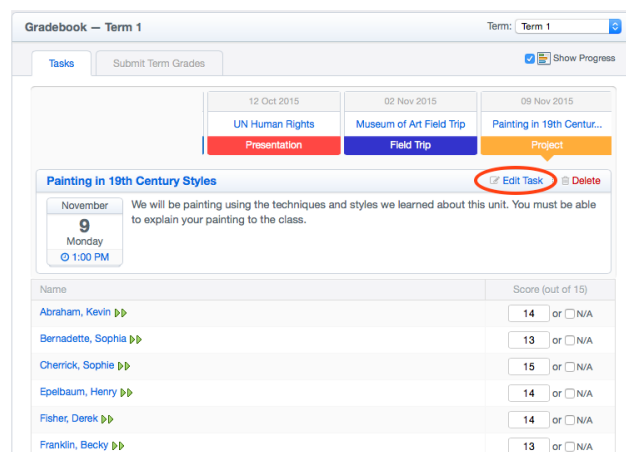 Gradebook — Term 1
Term: Term 1
Tasks
Submit Term Grades
Show Progress
12 Oct 2015
02 Nov 2015
09 Nov 2015
UN Human Rights
Museum of Art Field Trip
Painting in 19th Centur...
Presentation
Field Trip
Project
Painting in 19th Century Styles
Edit Task
Delete
November
9
Monday
1:00 PM
We will be painting using the techniques and styles we learned about this unit. You must be able
to explain your painting to the class.
Name
Score (out of 15)
Abraham, Kevin
14 or N/A
Bernadette, Sophia
13 or N/A
Cherrick, Sophie
15 or N/A
Epelbaum, Henry
14 or N/A
Fisher, Derek
14 or N/A
Franklin, Becky
13 or N/A